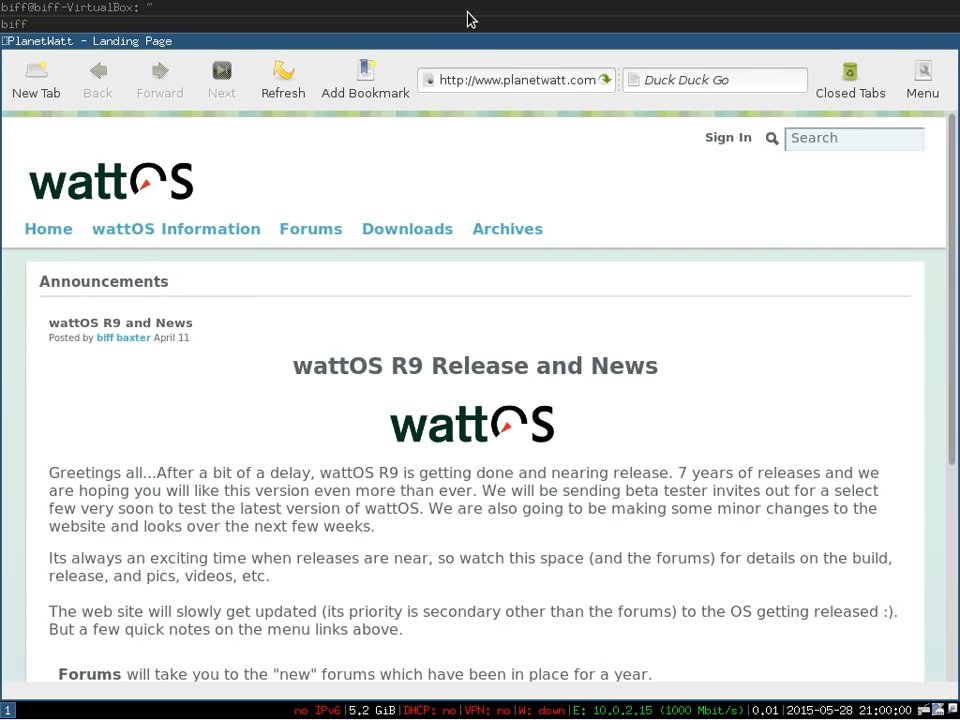 biff@biff-VirtualBox: ~
biff
PlanetWatt - Landing Page
New Tab Back Forward Next Refresh Add Bookmark http://www.planetwatt.com Duck Duck Go Closed Tabs Menu
Sign In Search
wattOS
Home wattOS Information Forums Downloads Archives
Announcements
wattOS R9 and News
Posted by biff baxter April 11
wattOS R9 Release and News
wattOS
Greetings all...After a bit of a delay, wattOS R9 is getting done and nearing release. 7 years of releases and we
are hoping you will like this version even more than ever. We will be sending beta tester invites out for a select
few very soon to test the latest version of wattOS. We are also going to be making some minor changes to the
website and looks over the next few weeks.
Its always an exciting time when releases are near, so watch this space (and the forums) for details on the build,
release, and pics, videos, etc.
The web site will slowly get updated (its priority is secondary other than the forums) to the OS getting released :).
But a few quick notes on the menu links above.
Forums will take you to the "new" forums which have been in place for a year.
1 no IPv6|5.2 GiB|DHCP: no|VPN: no|W: down|E: 10.0.2.15 (1000 Mbit/s)|0.01|2015-05-28 21:00:00